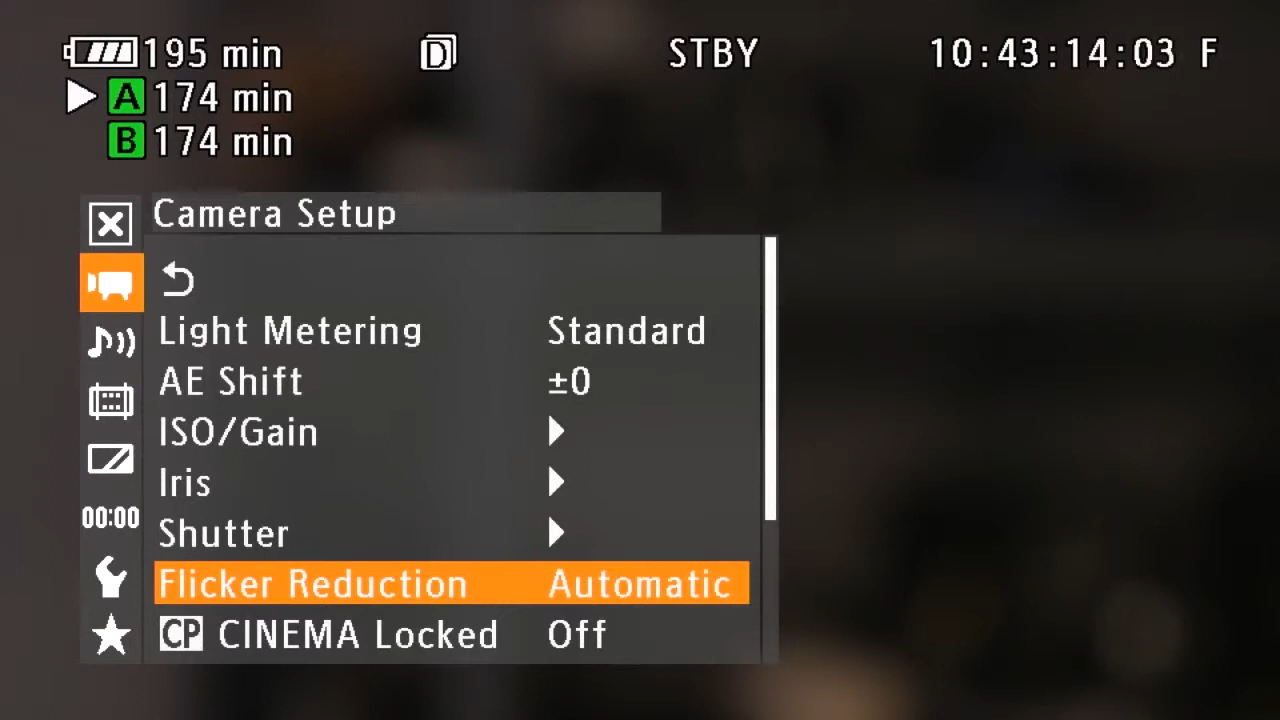 195 min D STBY 10:43:14:03 F
A 174 min
B 174 min
Camera Setup
Light Metering Standard
AE Shift ±0
ISO/Gain
Iris
Shutter
00:00
Flicker Reduction Automatic
CP CINEMA Locked Off